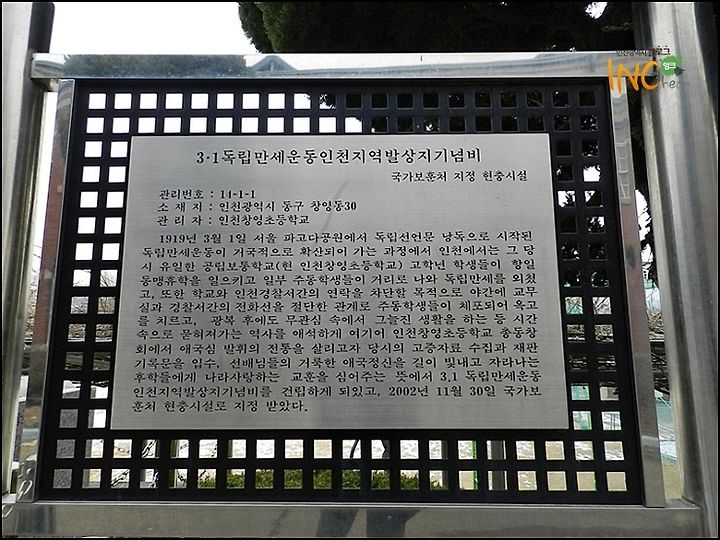 INCheon
3·1독립만세운동인천지역발상지기념비
국가보훈처 지정 현충시설
관리번호 : 14-1-1
소 재 지 : 인천광역시 동구 창영동30
관 리 자 : 인천창영초등학교
1919년 3월 1일 서울 파고다공원에서 독립선언문 낭독으로 시작된
독립만세운동이 거국적으로 확산되어 가는 과정에서 인천에서는 그 당
시 유일한 공립보통학교(현 인천창영초등학교) 고학년 학생들이 항일
동맹휴학을 일으키고 일부 주동학생들이 거리로 나와 독립만세를 외쳤
고, 또한 학교와 인천경찰서간의 연락을 차단할 목적으로 야간에 교무
실과 경찰서간의 전화선을 절단한 관계로 주동학생들이 체포되어 옥고
를 치르고, 광복 후에도 무관심 속에서 그늘진 생활을 하는 등 시간
속으로 묻혀져가는 역사를 애석하게 여기어 인천창영초등학교 총동창
회에서 애국심 발휘의 전통을 살리고자 당시의 고증자료 수집과 재판
기록문을 입수, 선배님들의 거룩한 애국정신을 길이 빛내고 자라나는
후학들에게 나라사랑하는 교훈을 심어주는 뜻에서 3.1 독립만세운동
인천지역발상지기념비를 건립하게 되었고, 2002년 11월 30일 국가보
훈처 현충시설로 지정 받았다.